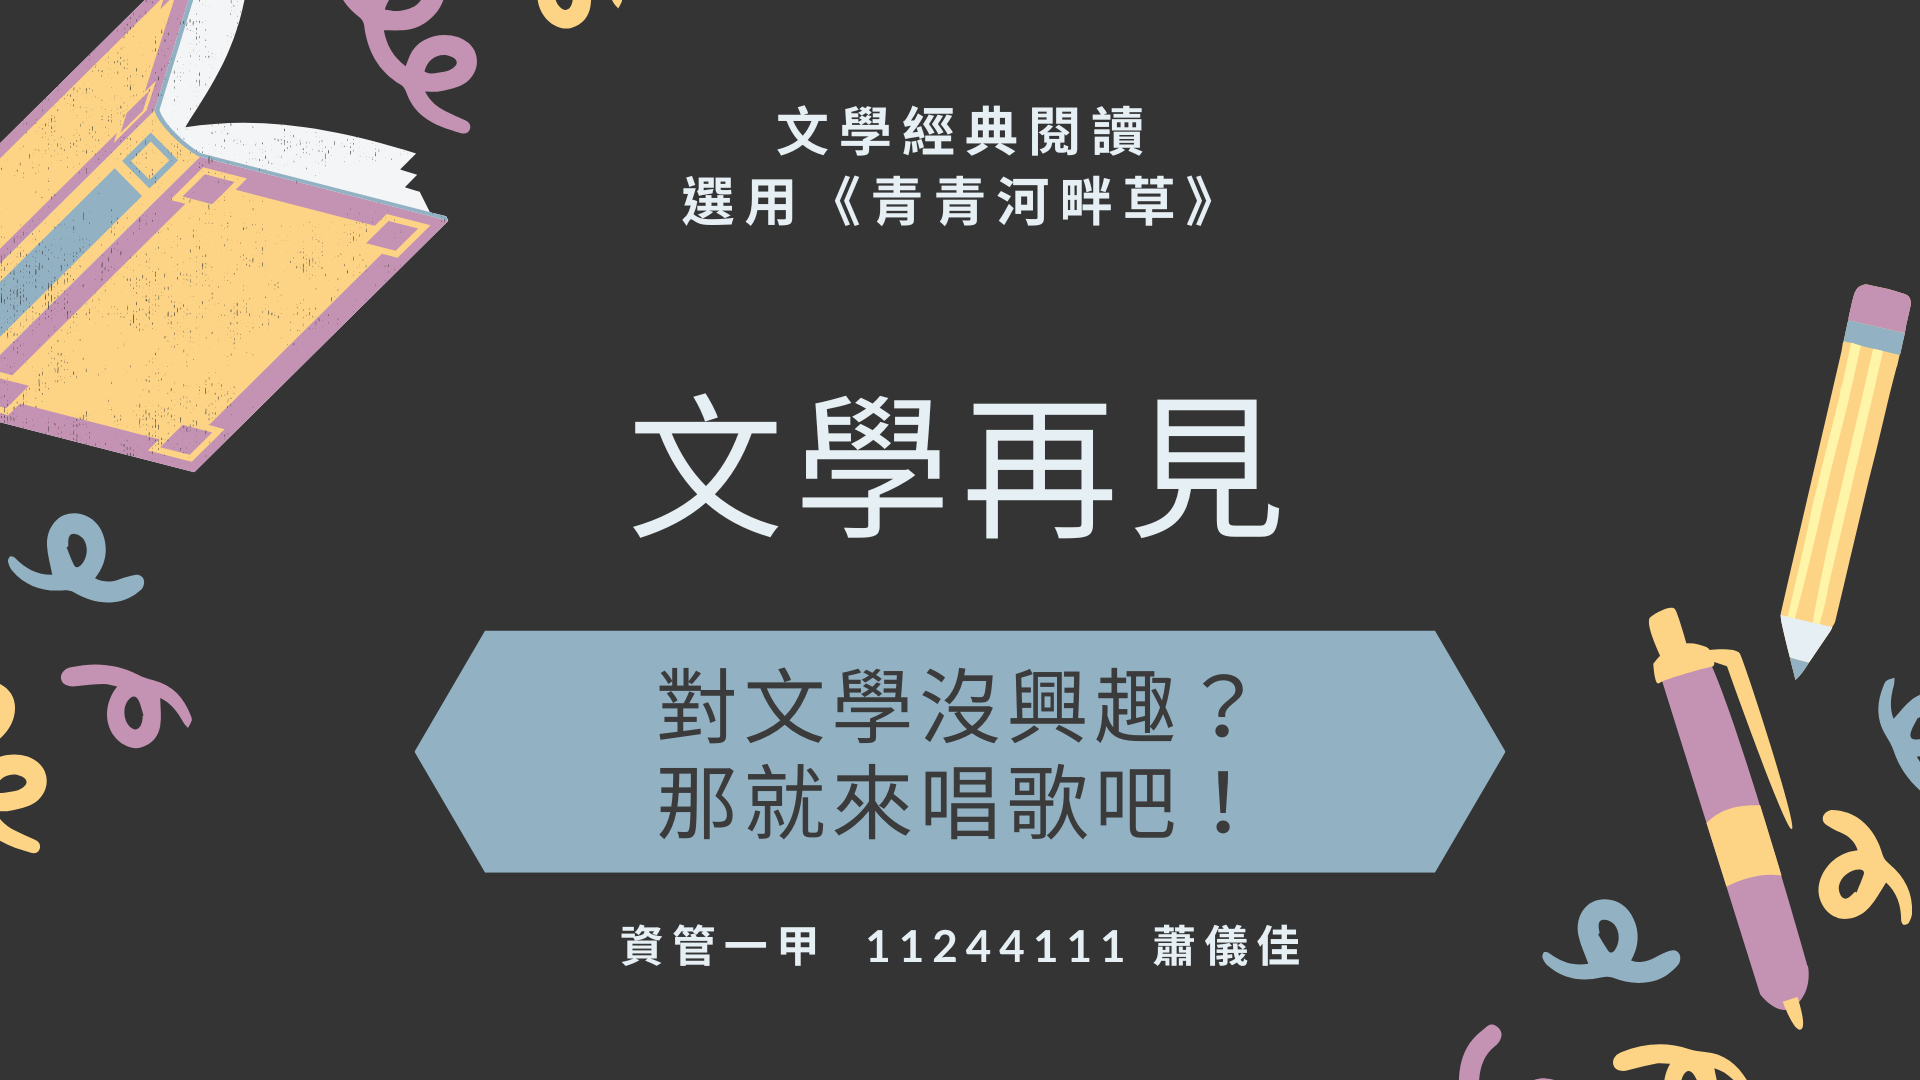 文學經典閱讀
選用《青青河畔草》
文學再見
對文學沒興趣？
那就來唱歌吧！
資管一甲 11244111 蕭儀佳